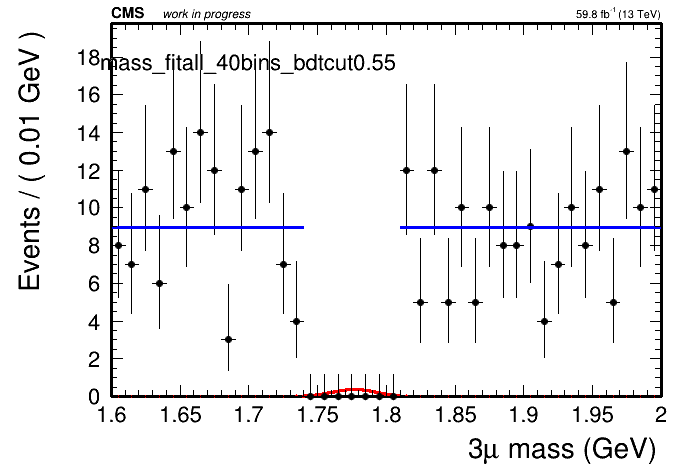 CMS work in progress 59.8 fb⁻¹ (13 TeV)
mass_fitall_40bins_bdtcut0.55
Events / ( 0.01 GeV )
18
16
14
12
10
8
6
4
2
0
1.6 1.65 1.7 1.75 1.8 1.85 1.9 1.95 2
3μ mass (GeV)